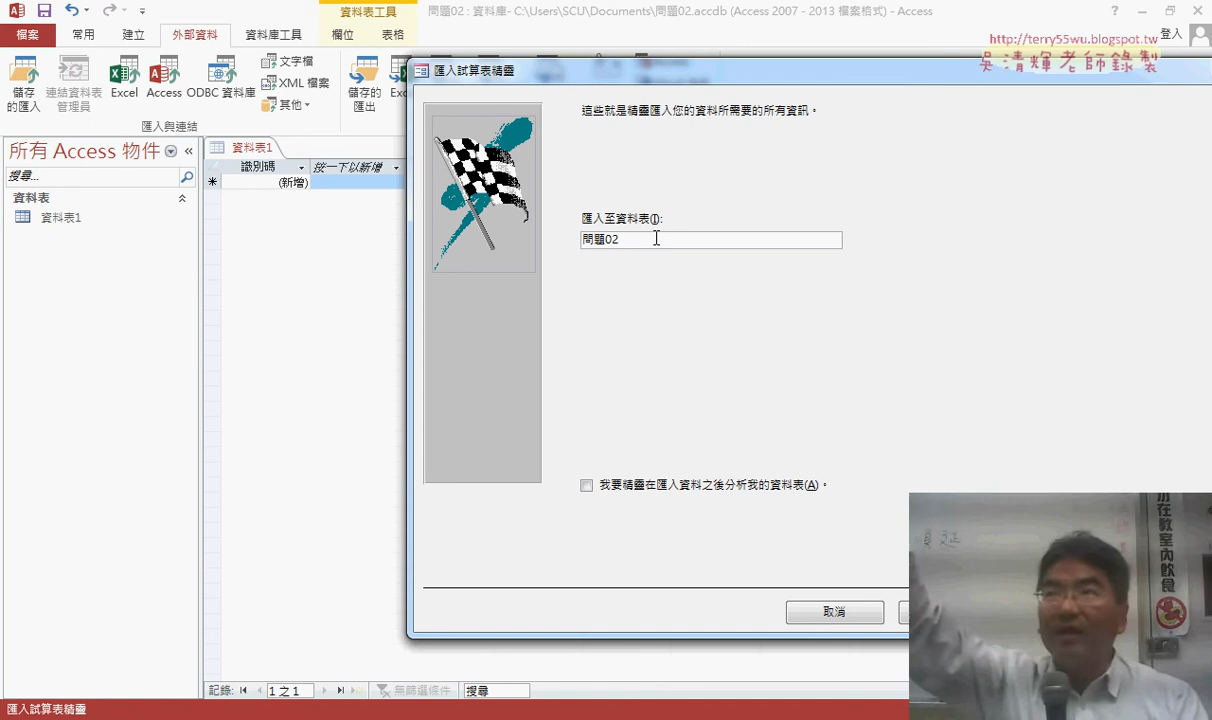 資料表工具
問題02 : 資料庫- C:\Users\SCU\Documents\問題02.accdb (Access 2007 - 2013 檔案格式) - Access
檔案
常用
建立
外部資料
資料庫工具
欄位
表格
登入
http://terry55wu.blogspot.tw
吳清輝老師錄製
儲存的匯入
連結資料表管理員
Excel
Access
ODBC 資料庫
文字檔
XML 檔案
其他
儲存的匯出
匯入與連結
所有 Access 物件
搜尋...
資料表
資料表1
資料表1
識別碼
按一下以新增
(新增)
匯入試算表精靈
這些就是精靈匯入您的資料所需要的所有資訊。
匯入至資料表(I):
問題02
我要精靈在匯入資料之後分析我的資料表(A)。
取消
在教室內飲食
記錄:
1 之 1
無篩選條件
搜尋
匯入試算表精靈